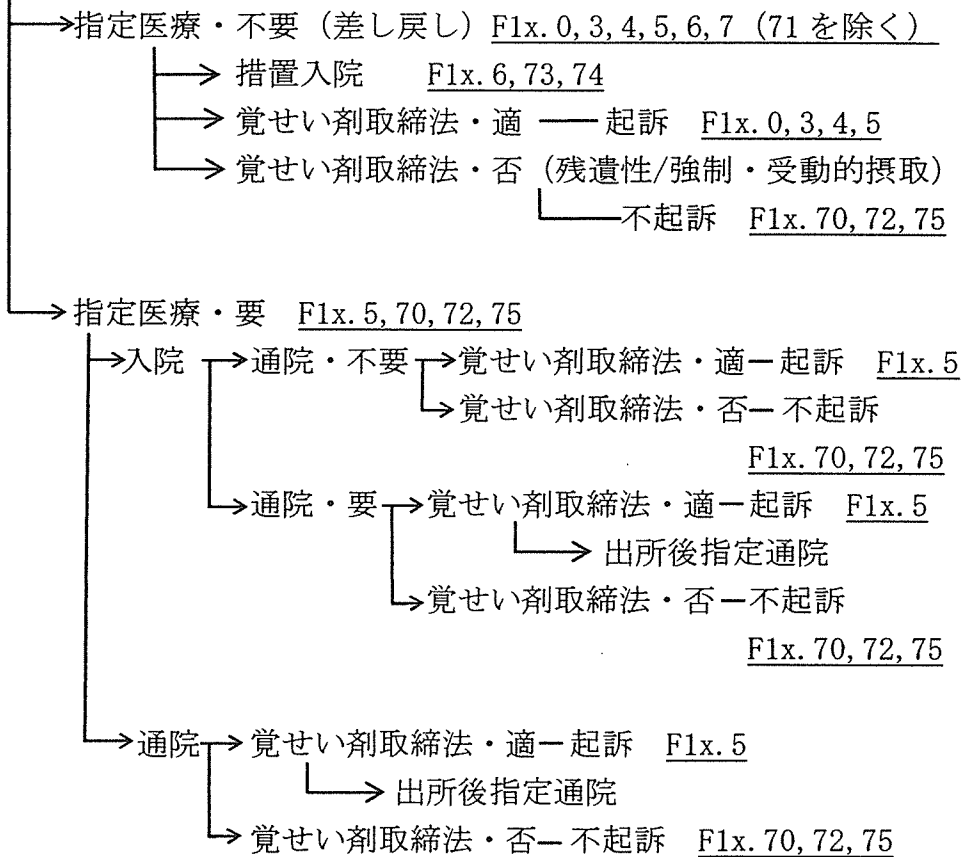 指定医療・不要（差し戻し）F1x. 0, 3, 4, 5, 6, 7（71を除く）
措置入院 F1x. 6, 73, 74
覚せい剤取締法・適 ── 起訴 F1x. 0, 3, 4, 5
覚せい剤取締法・否（残遺性/強制・受動的摂取）
不起訴 F1x. 70, 72, 75
指定医療・要 F1x. 5, 70, 72, 75
入院 通院・不要 覚せい剤取締法・適─起訴 F1x. 5
覚せい剤取締法・否─不起訴
F1x. 70, 72, 75
通院・要 覚せい剤取締法・適─起訴 F1x. 5
出所後指定通院
覚せい剤取締法・否─不起訴
F1x. 70, 72, 75
通院 覚せい剤取締法・適─起訴 F1x. 5
出所後指定通院
覚せい剤取締法・否─不起訴 F1x. 70, 72, 75